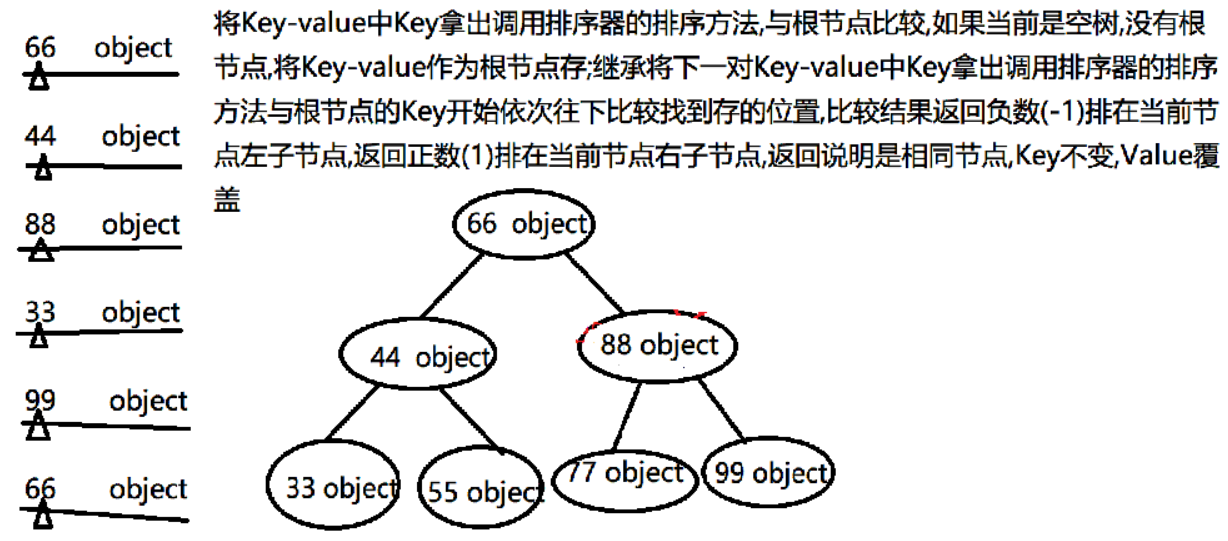 将Key-value中Key拿出调用排序器的排序方法,与根节点比较,如果当前是空树,没有根
节点,将Key-value作为根节点存;继承将下一对Key-value中Key拿出调用排序器的排序
方法与根节点的Key开始依次往下比较找到存的位置,比较结果返回负数(-1)排在当前节
点左子节点,返回正数(1)排在当前节点右子节点,返回说明是相同节点,Key不变,Value覆
盖
66 object
44 object
88 object
33 object
99 object
66 object
66 object
44 object
88 object
33 object
55 object
77 object
99 object